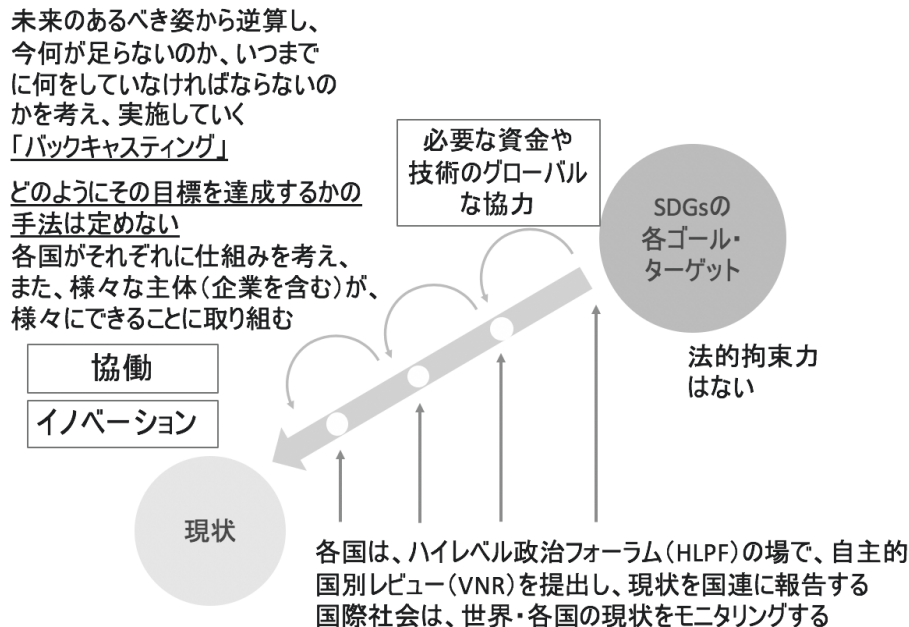 未来のあるべき姿から逆算し、
今何が足らないのか、いつまで
に何をしていなければならないの
かを考え、実施していく
「バックキャスティング」
どのようにその目標を達成するかの
手法は定めない
各国がそれぞれに仕組みを考え、
また、様々な主体（企業を含む）が、
様々にできることに取り組む
協働
イノベーション
現状
必要な資金や
技術のグローバル
な協力
SDGsの
各ゴール・
ターゲット
法的拘束力
はない
各国は、ハイレベル政治フォーラム（HLPF）の場で、自主的
国別レビュー（VNR）を提出し、現状を国連に報告する
国際社会は、世界・各国の現状をモニタリングする